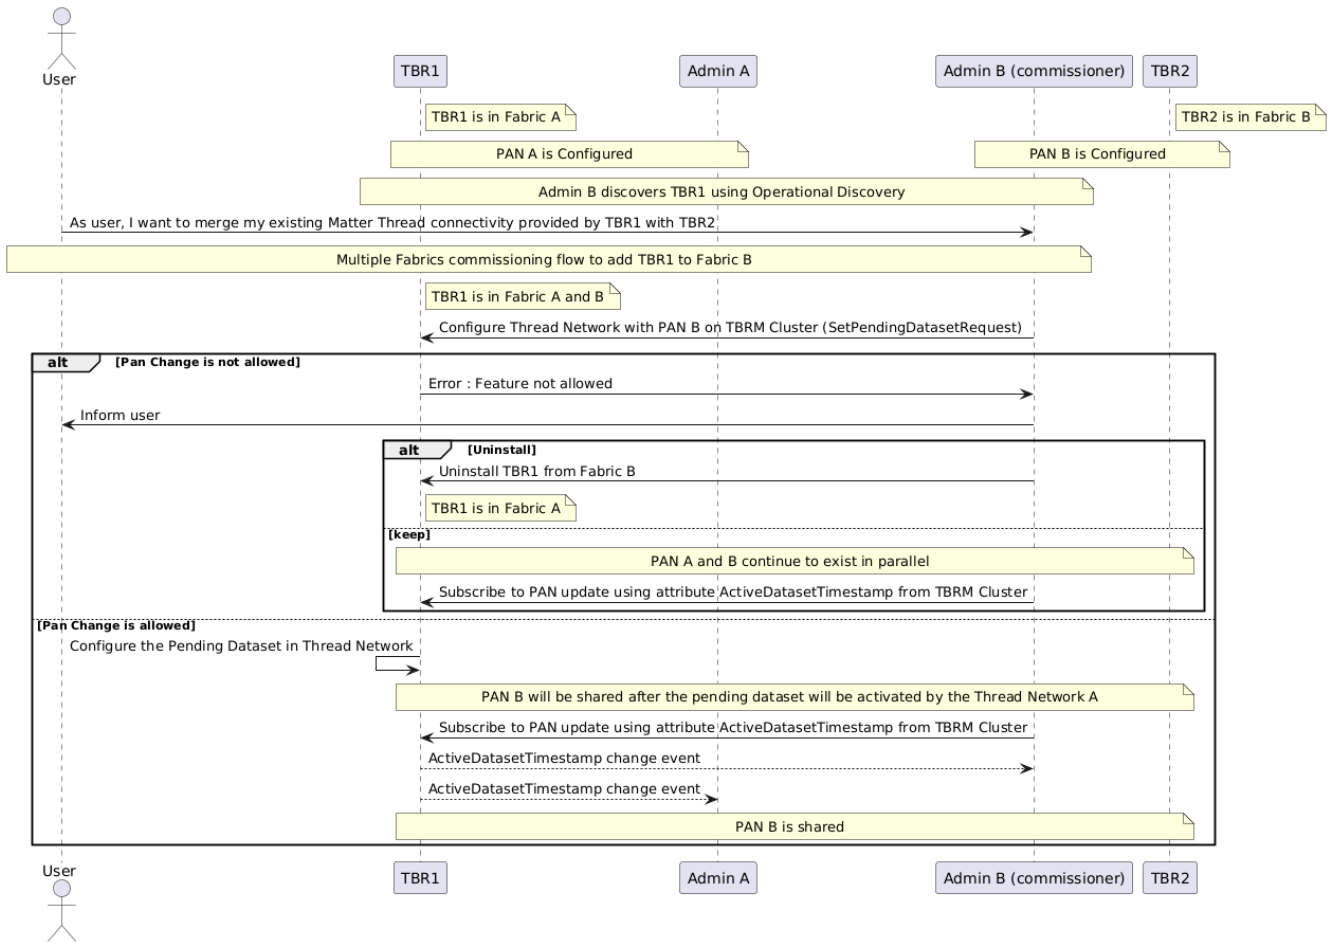 User
TBR1
Admin A
Admin B (commissioner)
TBR2
TBR1 is in Fabric A
TBR2 is in Fabric B
PAN A is Configured
PAN B is Configured
Admin B discovers TBR1 using Operational Discovery
As user, I want to merge my existing Matter Thread connectivity provided by TBR1 with TBR2
Multiple Fabrics commissioning flow to add TBR1 to Fabric B
TBR1 is in Fabric A and B
Configure Thread Network with PAN B on TBRM Cluster (SetPendingDatasetRequest)
alt [Pan Change is not allowed]
Error : Feature not allowed
Inform user
alt [Uninstall]
Uninstall TBR1 from Fabric B
TBR1 is in Fabric A
[keep]
PAN A and B continue to exist in parallel
Subscribe to PAN update using attribute ActiveDatasetTimestamp from TBRM Cluster
[Pan Change is allowed]
Configure the Pending Dataset in Thread Network
PAN B will be shared after the pending dataset will be activated by the Thread Network A
Subscribe to PAN update using attribute ActiveDatasetTimestamp from TBRM Cluster
ActiveDatasetTimestamp change event
ActiveDatasetTimestamp change event
PAN B is shared
User
TBR1
Admin A
Admin B (commissioner)
TBR2